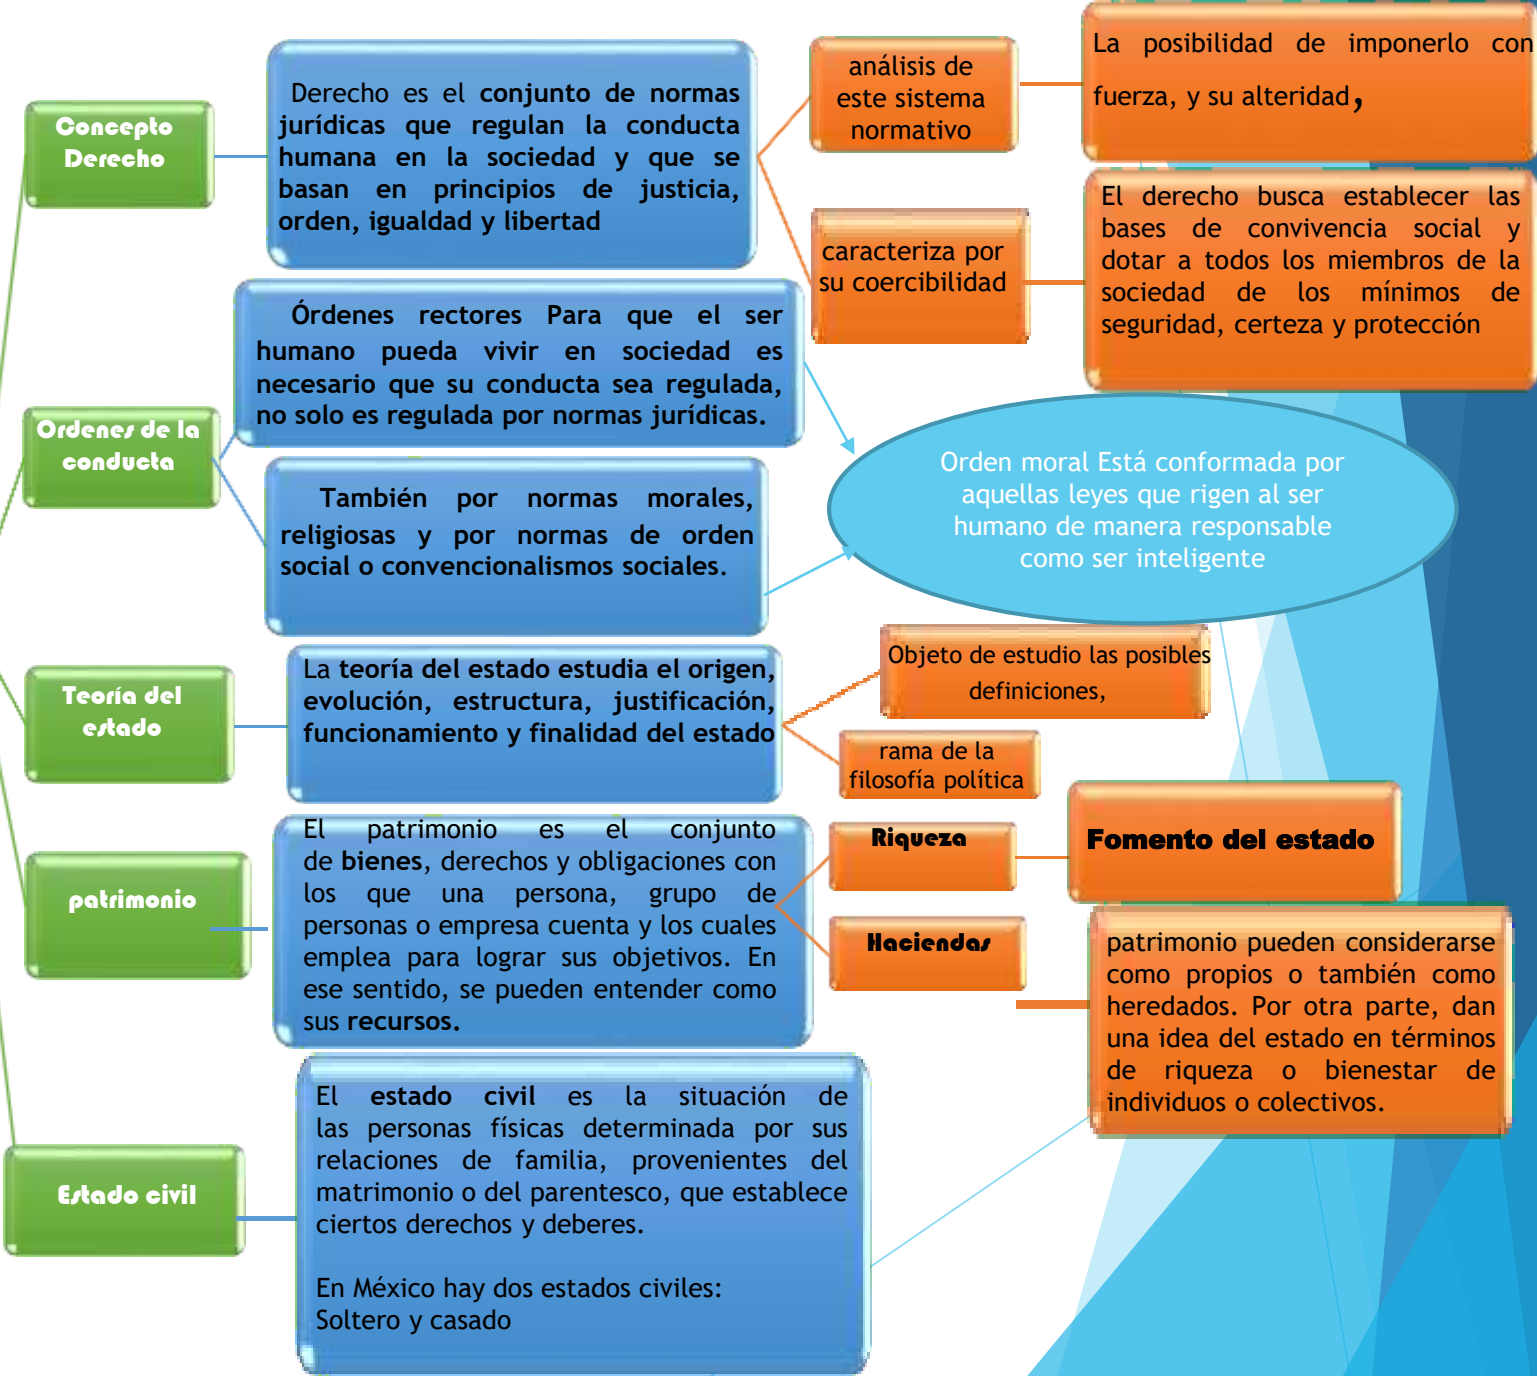 Concepto
Derecho
Derecho es el conjunto de normas
jurídicas que regulan la conducta
humana en la sociedad y que se
basan en principios de justicia,
orden, igualdad y libertad
análisis de
este sistema
normativo
La posibilidad de imponerlo con
fuerza, y su alteridad,
caracteriza por
su coercibilidad
El derecho busca establecer las
bases de convivencia social y
dotar a todos los miembros de la
sociedad de los mínimos de
seguridad, certeza y protección
Ordenes de la
conducta
Órdenes rectores Para que el ser
humano pueda vivir en sociedad es
necesario que su conducta sea regulada,
no solo es regulada por normas jurídicas.
También por normas morales,
religiosas y por normas de orden
social o convencionalismos sociales.
Orden moral Está conformada por
aquellas leyes que rigen al ser
humano de manera responsable
como ser inteligente
Teoría del
estado
La teoría del estado estudia el origen,
evolución, estructura, justificación,
funcionamiento y finalidad del estado
Objeto de estudio las posibles
definiciones,
rama de la
filosofía política
patrimonio
El patrimonio es el conjunto
de bienes, derechos y obligaciones con
los que una persona, grupo de
personas o empresa cuenta y los cuales
emplea para lograr sus objetivos. En
ese sentido, se pueden entender como
sus recursos.
Riqueza
Fomento del estado
Haciendas
patrimonio pueden considerarse
como propios o también como
heredados. Por otra parte, dan
una idea del estado en términos
de riqueza o bienestar de
individuos o colectivos.
Estado civil
El estado civil es la situación de
las personas físicas determinada por sus
relaciones de familia, provenientes del
matrimonio o del parentesco, que establece
ciertos derechos y deberes.
En México hay dos estados civiles:
Soltero y casado